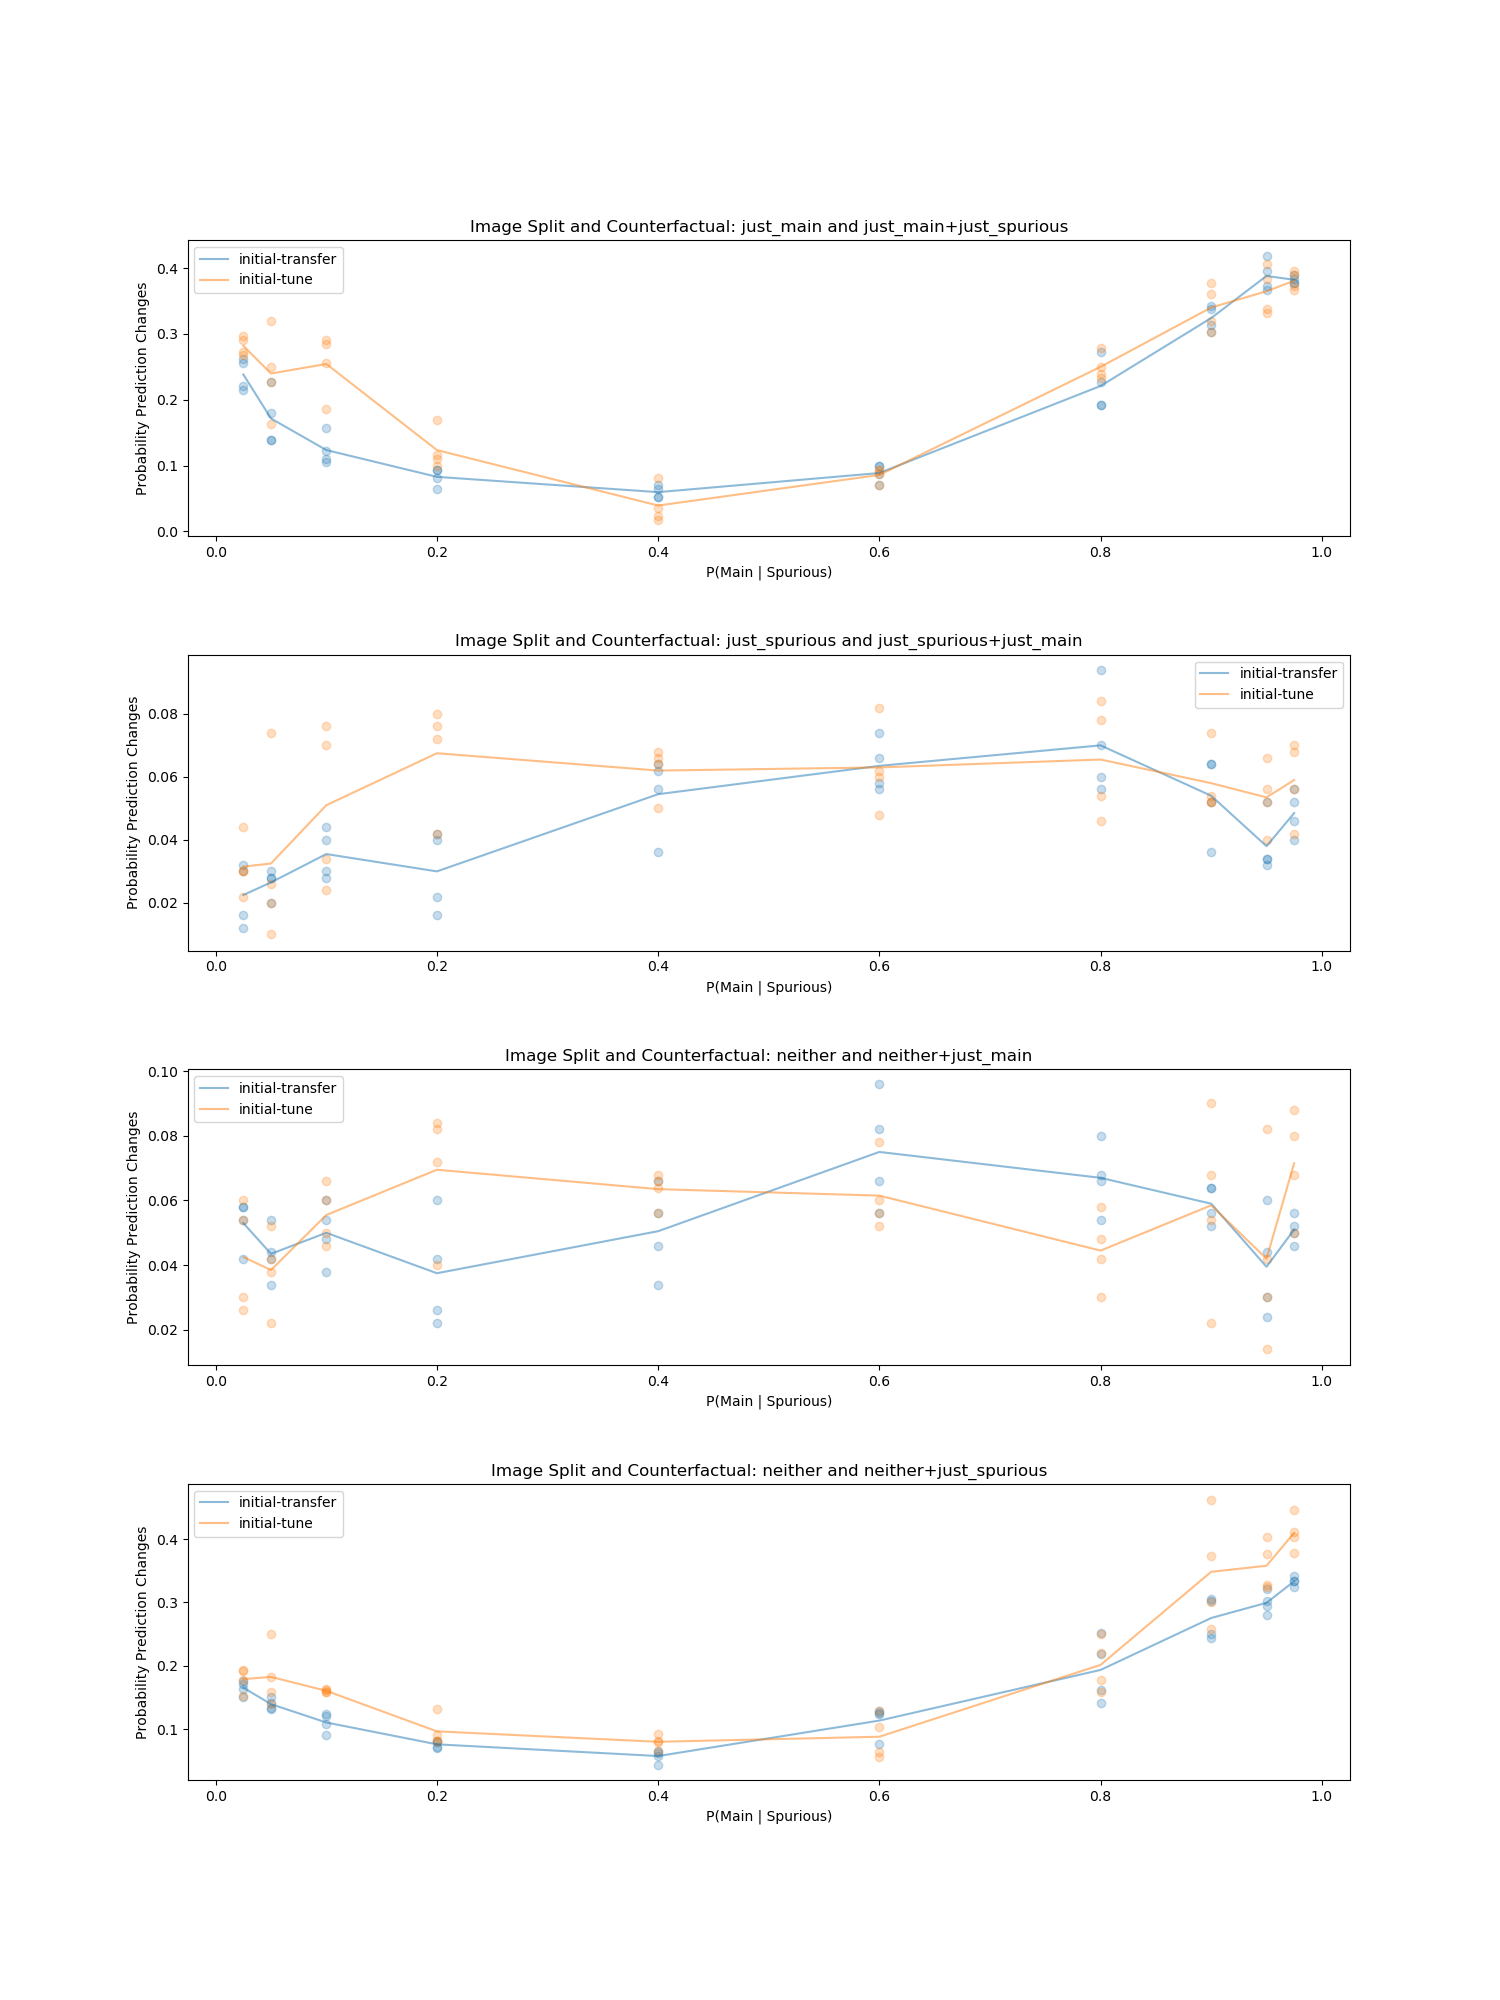 Image Split and Counterfactual: just_main and just_main+just_spurious
initial-transfer
initial-tune
Probability Prediction Changes
0.4
0.3
0.2
0.1
0.0
0.0 0.2 0.4 0.6 0.8 1.0
P(Main | Spurious)
Image Split and Counterfactual: just_spurious and just_spurious+just_main
initial-transfer
initial-tune
Probability Prediction Changes
0.08
0.06
0.04
0.02
0.0 0.2 0.4 0.6 0.8 1.0
P(Main | Spurious)
Image Split and Counterfactual: neither and neither+just_main
initial-transfer
initial-tune
Probability Prediction Changes
0.10
0.08
0.06
0.04
0.02
0.0 0.2 0.4 0.6 0.8 1.0
P(Main | Spurious)
Image Split and Counterfactual: neither and neither+just_spurious
initial-transfer
initial-tune
Probability Prediction Changes
0.4
0.3
0.2
0.1
0.0 0.2 0.4 0.6 0.8 1.0
P(Main | Spurious)